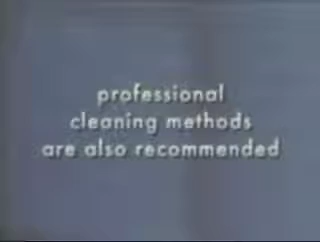 professional
cleaning methods
are also recommended